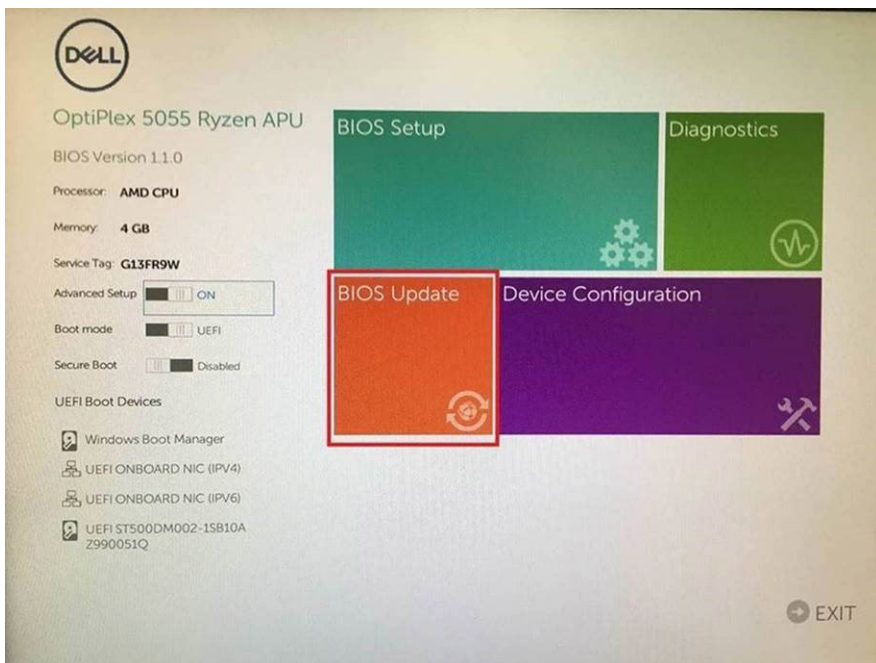 DELL
OptiPlex 5055 Ryzen APU
BIOS Version 1.1.0
Processor: AMD CPU
Memory: 4 GB
Service Tag: G13FR9W
Advanced Setup ON
Boot mode UEFI
Secure Boot Disabled
UEFI Boot Devices
Windows Boot Manager
UEFI ONBOARD NIC (IPV4)
UEFI ONBOARD NIC (IPV6)
UEFI ST500DM002-1SB10A
Z990051Q
BIOS Setup
Diagnostics
BIOS Update
Device Configuration
EXIT